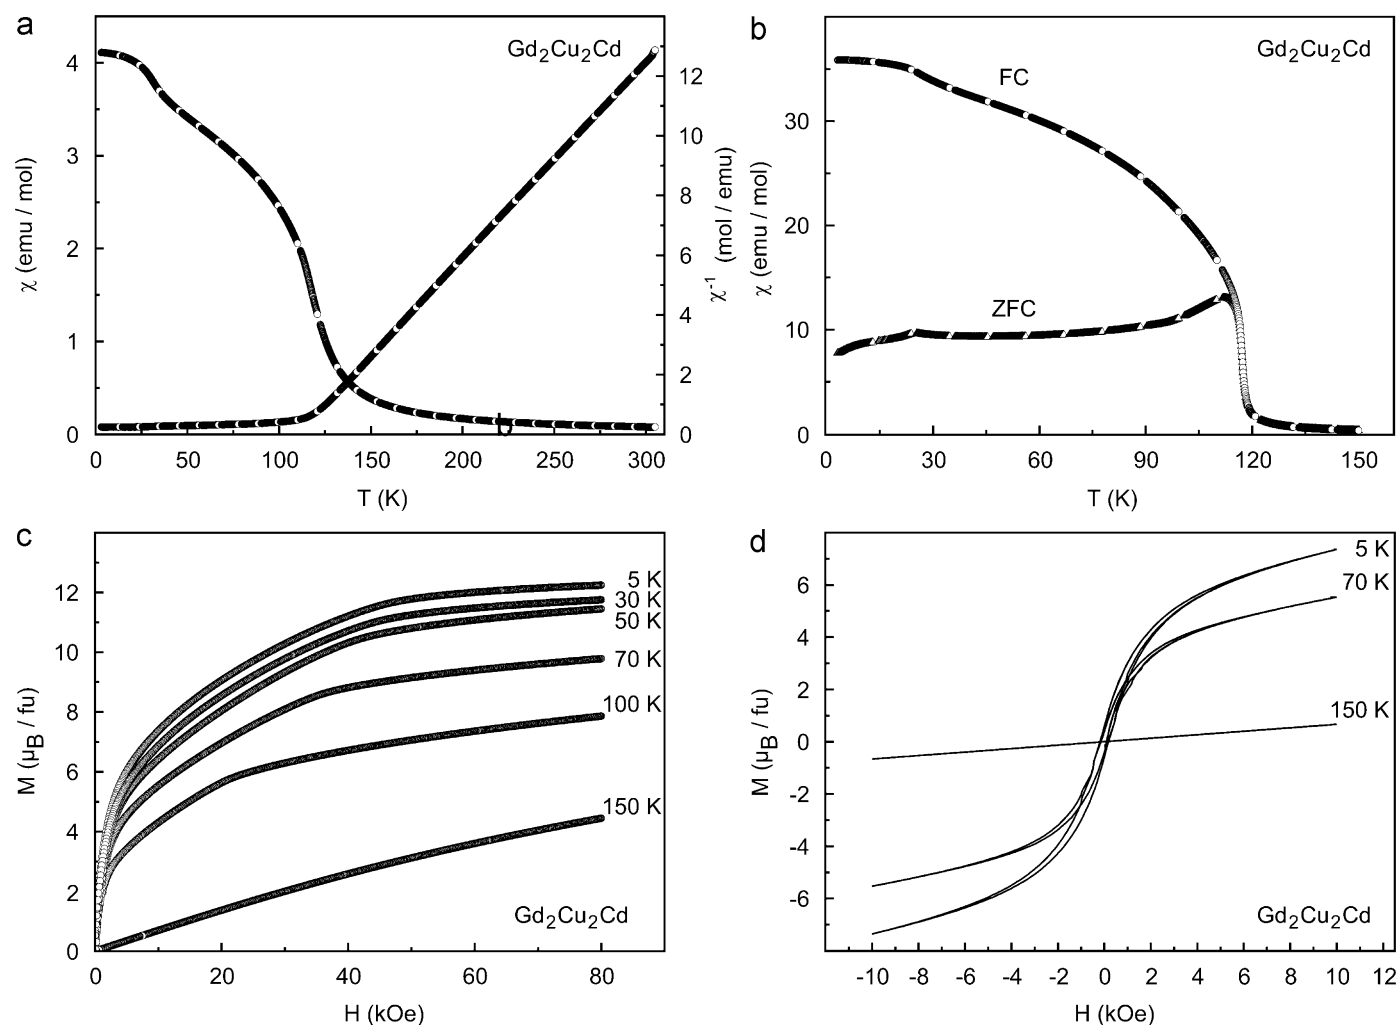 a
Gd₂Cu₂Cd
4
3
2
1
0
χ (emu / mol)
12
10
8
6
4
2
0
χ⁻¹ (mol / emu)
0 50 100 150 200 250 300
T (K)
b
Gd₂Cu₂Cd
FC
ZFC
30
20
10
0
χ (emu / mol)
0 30 60 90 120 150
T (K)
c
12
10
8
6
4
2
0
M (μB / fu)
5 K
30 K
50 K
70 K
100 K
150 K
Gd₂Cu₂Cd
0 20 40 60 80
H (kOe)
d
6
4
2
0
-2
-4
-6
M (μB / fu)
5 K
70 K
150 K
Gd₂Cu₂Cd
-10 -8 -6 -4 -2 0 2 4 6 8 10 12
H (kOe)